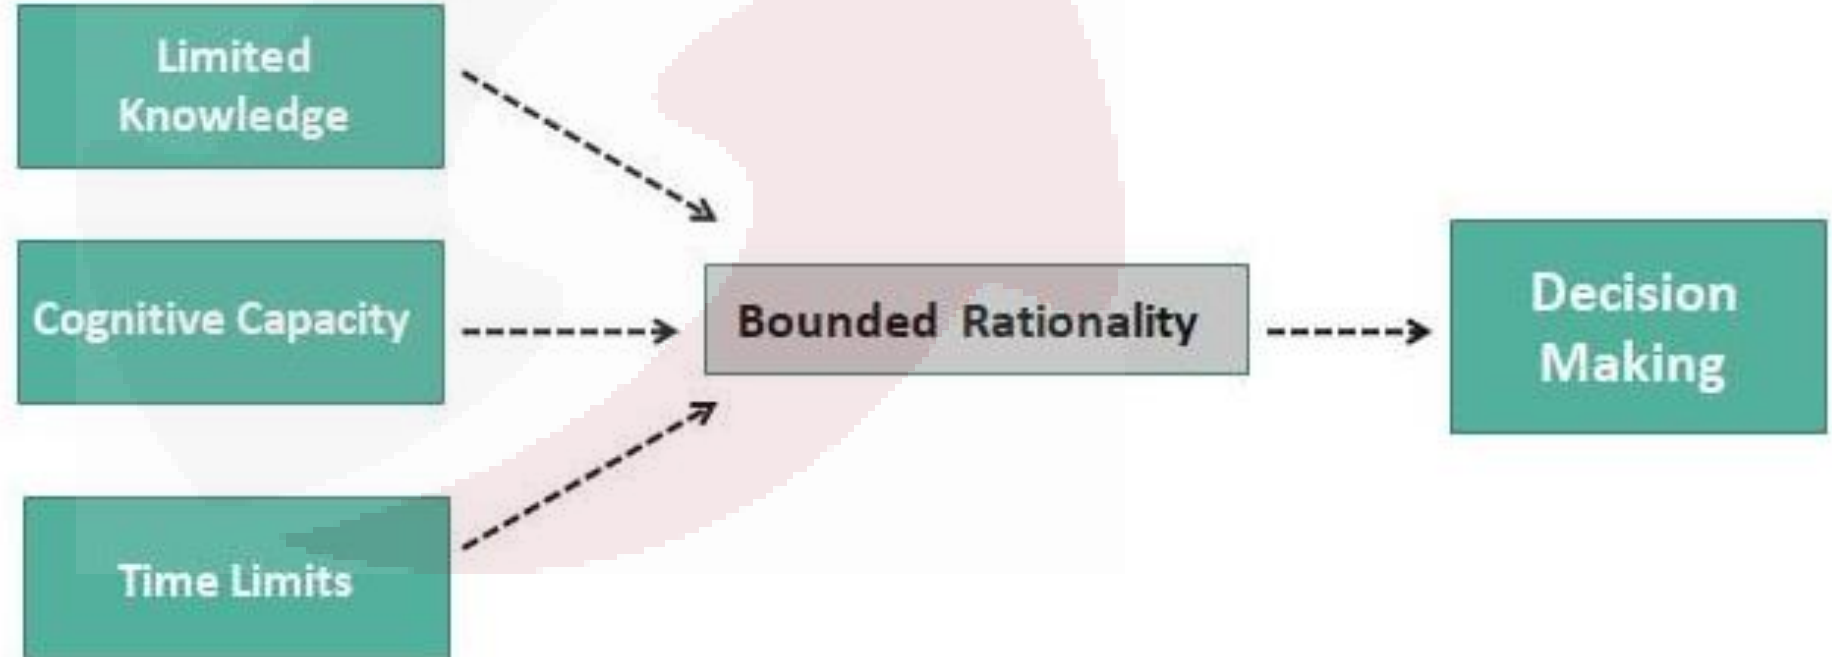 Limited
Knowledge
Cognitive Capacity
Time Limits
Bounded Rationality
Decision
Making